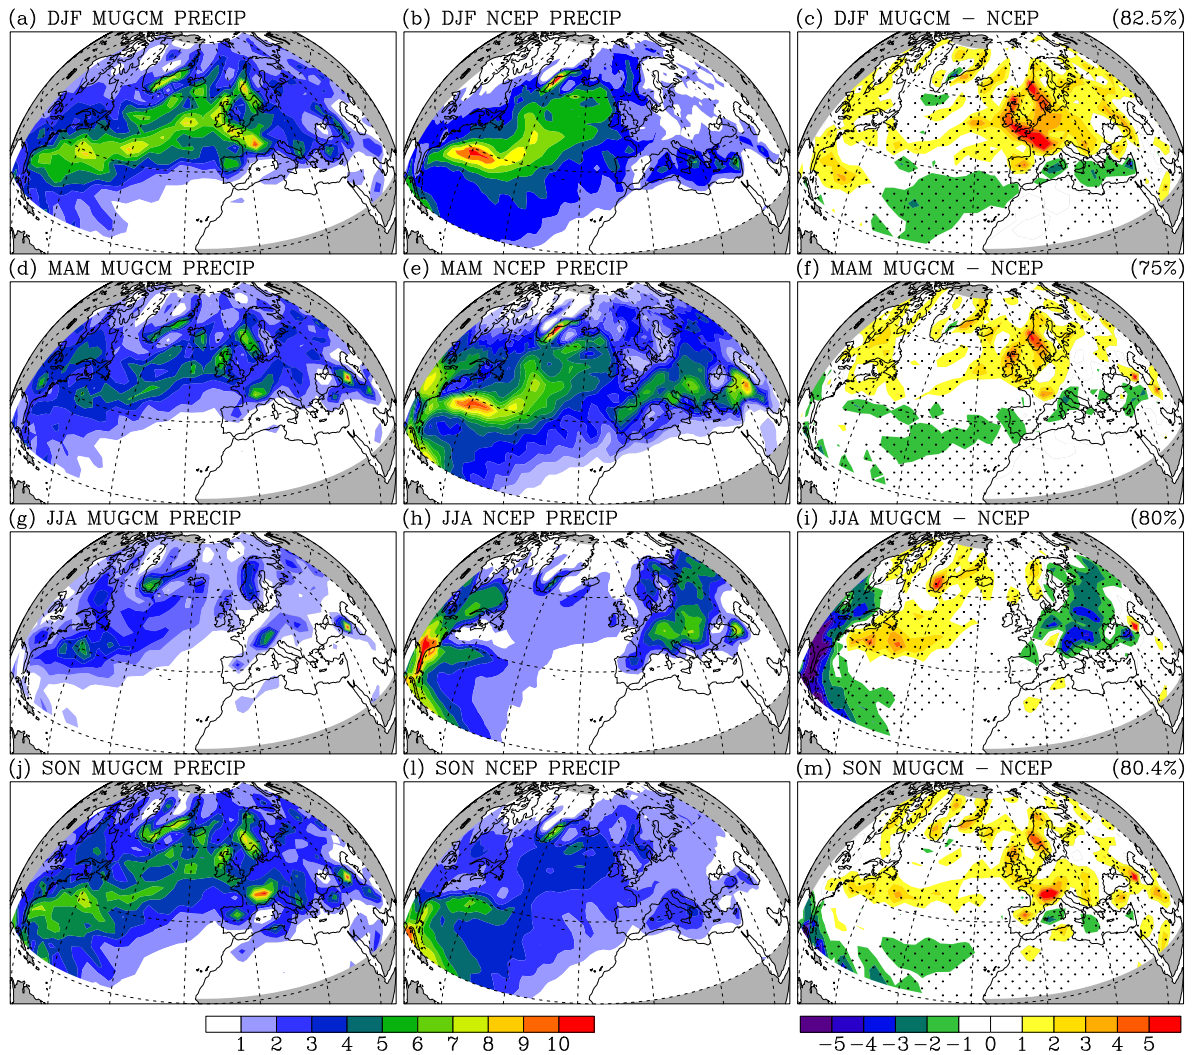 (a) DJF MUGCM PRECIP
(b) DJF NCEP PRECIP
(c) DJF MUGCM − NCEP (82.5%)
(d) MAM MUGCM PRECIP
(e) MAM NCEP PRECIP
(f) MAM MUGCM − NCEP (75%)
(g) JJA MUGCM PRECIP
(h) JJA NCEP PRECIP
(i) JJA MUGCM − NCEP (80%)
(j) SON MUGCM PRECIP
(l) SON NCEP PRECIP
(m) SON MUGCM − NCEP (80.4%)
1 2 3 4 5 6 7 8 9 10
−5 −4 −3 −2 −1 0 1 2 3 4 5